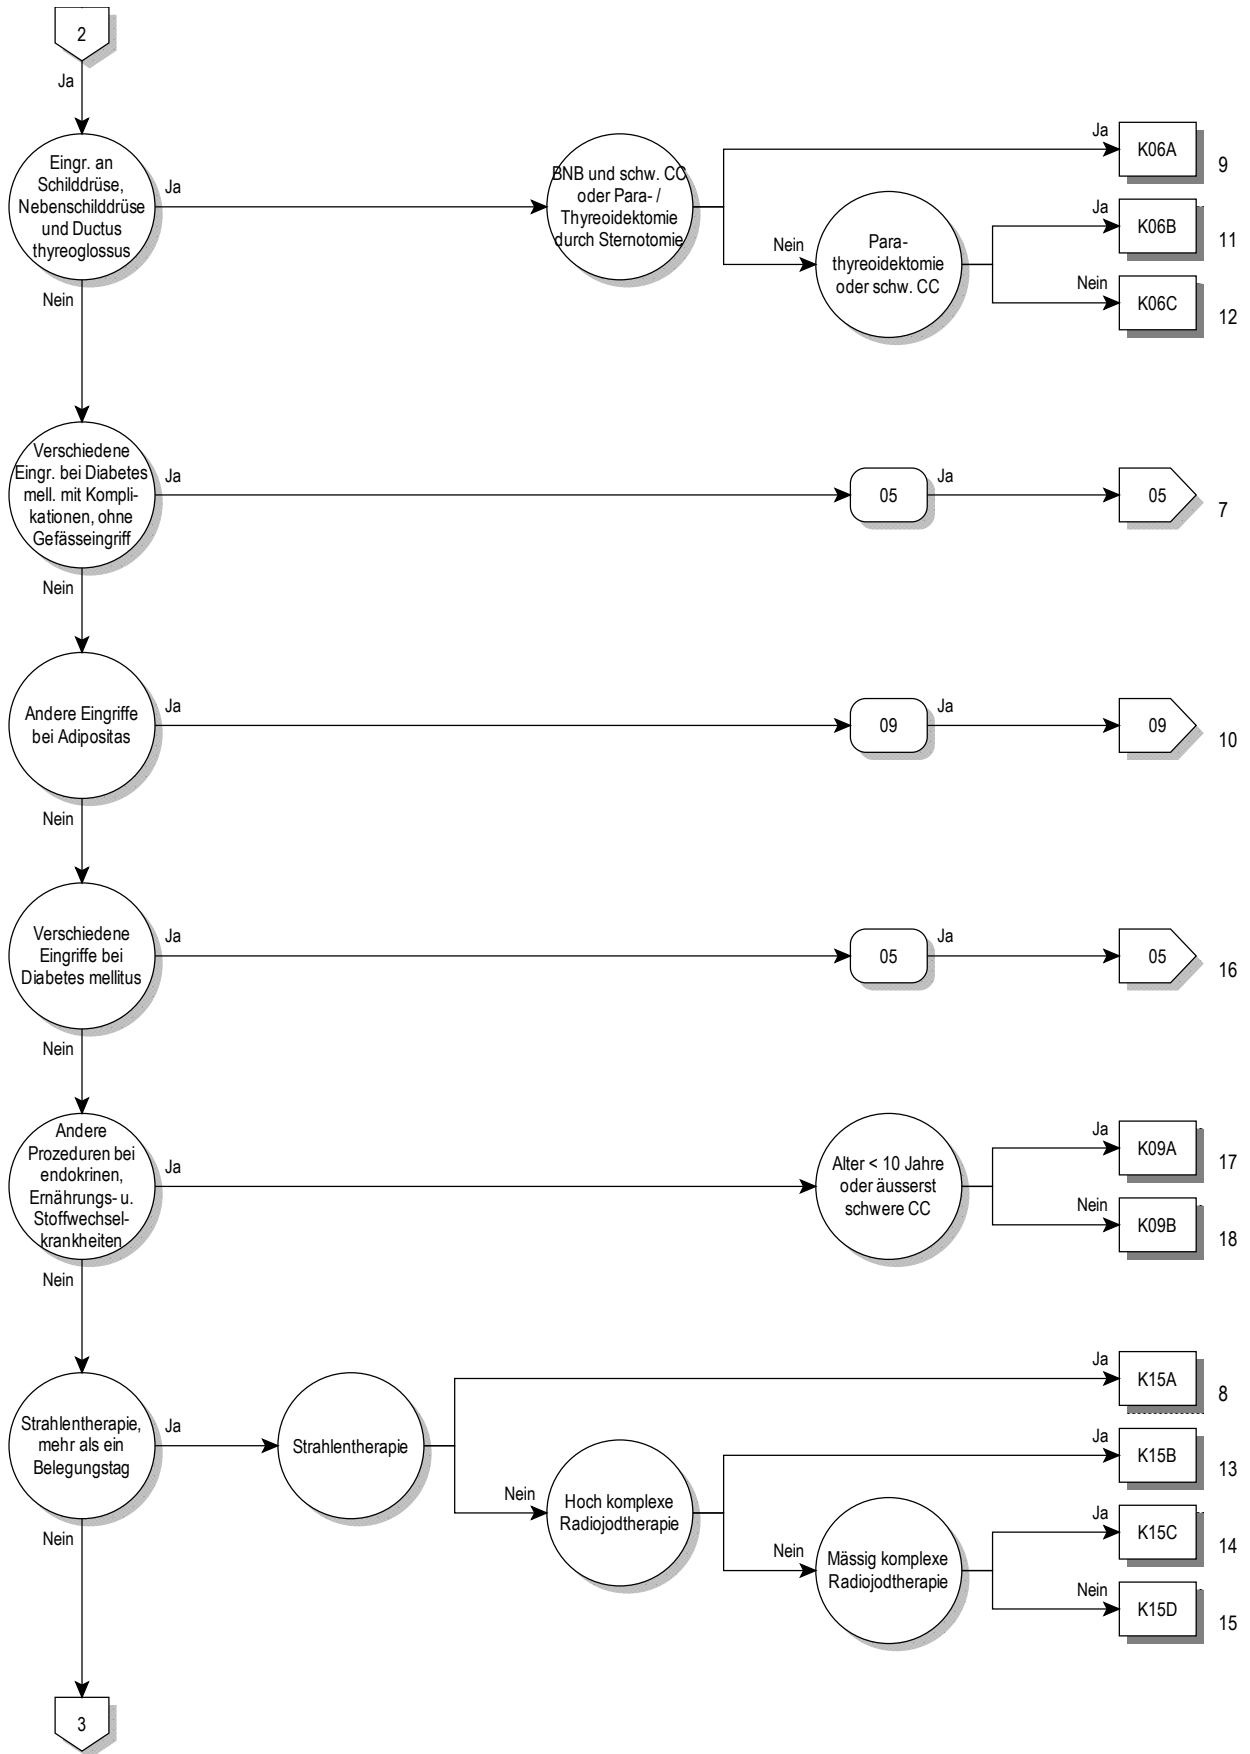 2
Ja
Eingr. an
Schilddrüse,
Nebenschilddrüse
und Ductus
thyreoglossus
Ja
BNB und schw. CC
oder Para- /
Thyreoidektomie
durch Sternotomie
Ja
K06A
9
Nein
Para-
thyreoidektomie
oder schw. CC
Ja
K06B
11
Nein
K06C
12
Nein
Verschiedene
Eingr. bei Diabetes
mell. mit Kompli-
kationen, ohne
Gefässeingriff
Ja
05
Ja
05
7
Nein
Andere Eingriffe
bei Adipositas
Ja
09
Ja
09
10
Nein
Verschiedene
Eingriffe bei
Diabetes mellitus
Ja
05
Ja
05
16
Nein
Andere
Prozeduren bei
endokrinen,
Ernährungs- u.
Stoffwechsel-
krankheiten
Ja
Alter < 10 Jahre
oder äusserst
schwere CC
Ja
K09A
17
Nein
K09B
18
Nein
Strahlentherapie,
mehr als ein
Belegungstag
Ja
Strahlentherapie
Ja
K15A
8
Nein
Hoch komplexe
Radiojodtherapie
Ja
K15B
13
Nein
Mässig komplexe
Radiojodtherapie
Ja
K15C
14
Nein
K15D
15
Nein
3